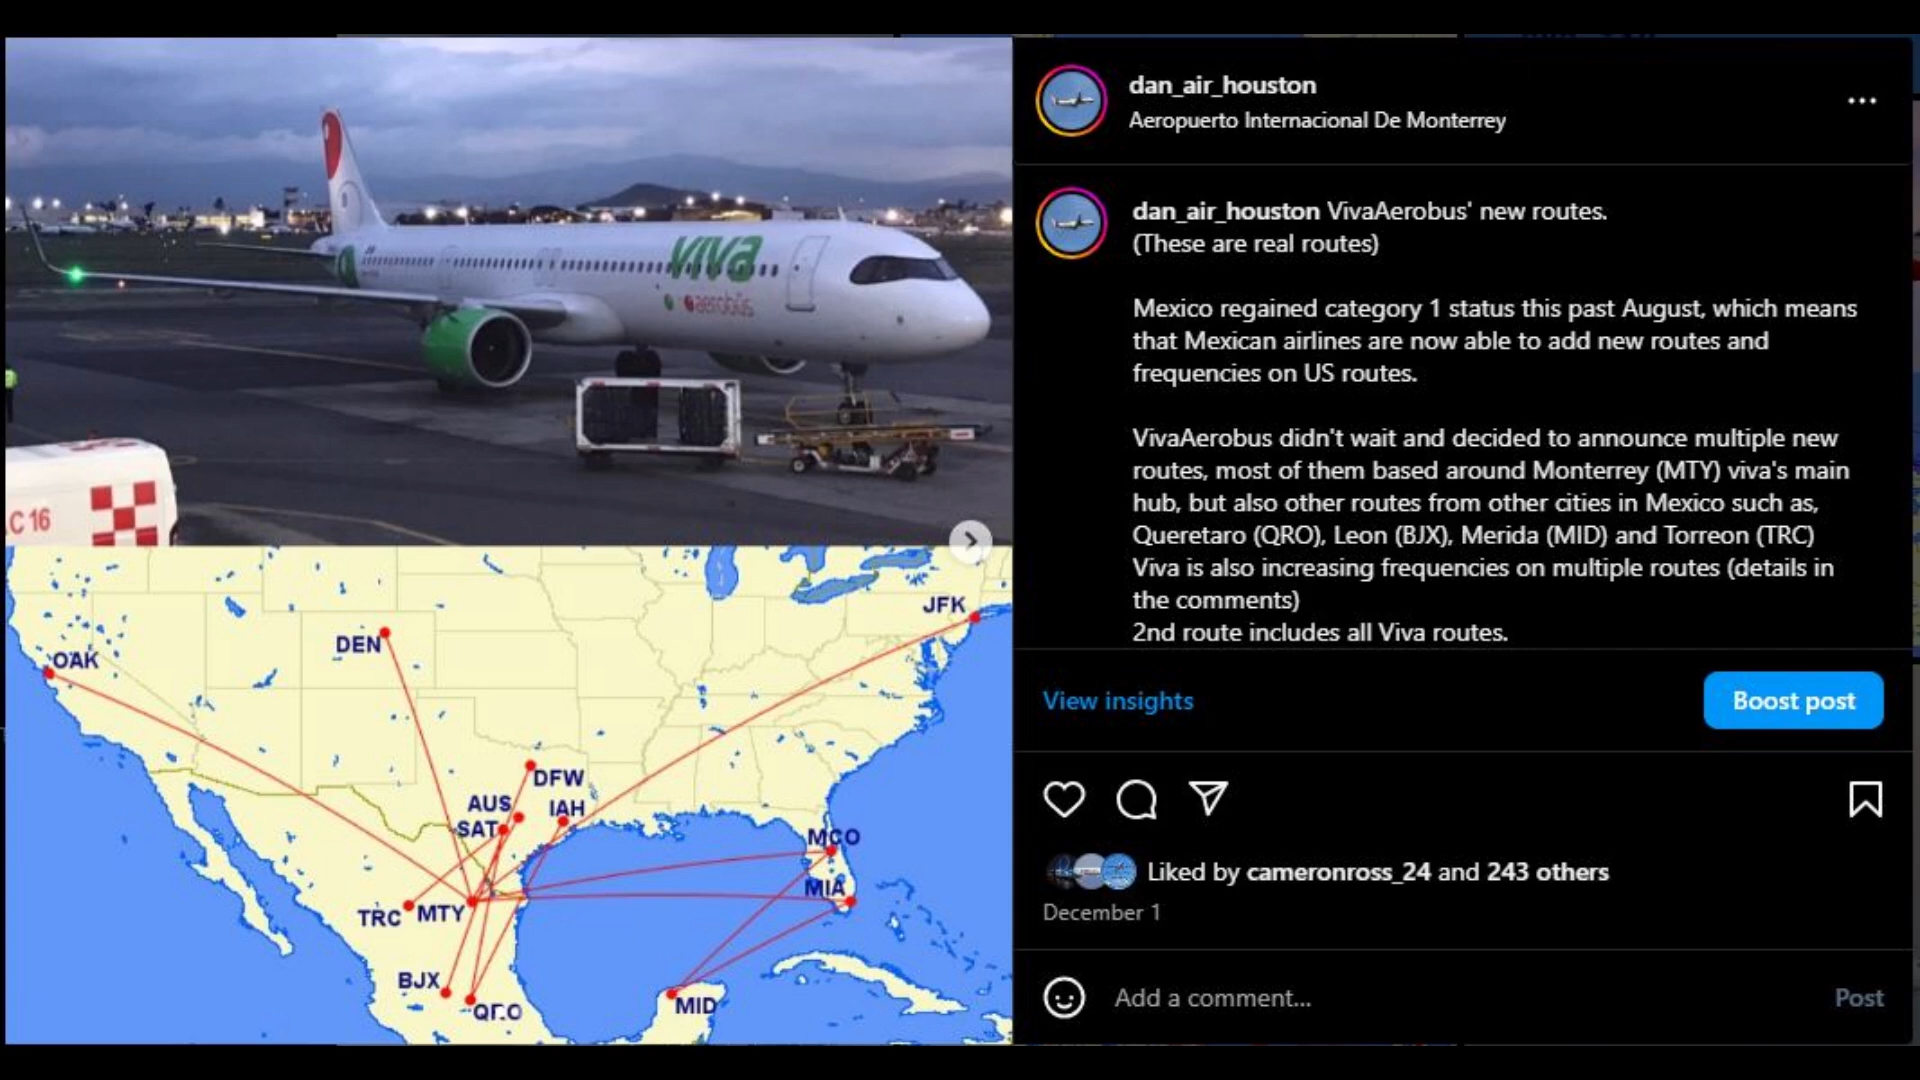 viva
aerobus
C 16
JFK
DEN
OAK
DFW
AUS
IAH
SAT
MCO
MIA
TRC
MTY
BJX
QRO
MID
dan_air_houston
Aeropuerto Internacional De Monterrey
dan_air_houston VivaAerobus' new routes.
(These are real routes)
Mexico regained category 1 status this past August, which means
that Mexican airlines are now able to add new routes and
frequencies on US routes.
VivaAerobus didn't wait and decided to announce multiple new
routes, most of them based around Monterrey (MTY) viva's main
hub, but also other routes from other cities in Mexico such as,
Queretaro (QRO), Leon (BJX), Merida (MID) and Torreon (TRC)
Viva is also increasing frequencies on multiple routes (details in
the comments)
2nd route includes all Viva routes.
View insights
Boost post
Liked by cameronross_24 and 243 others
December 1
Add a comment...
Post